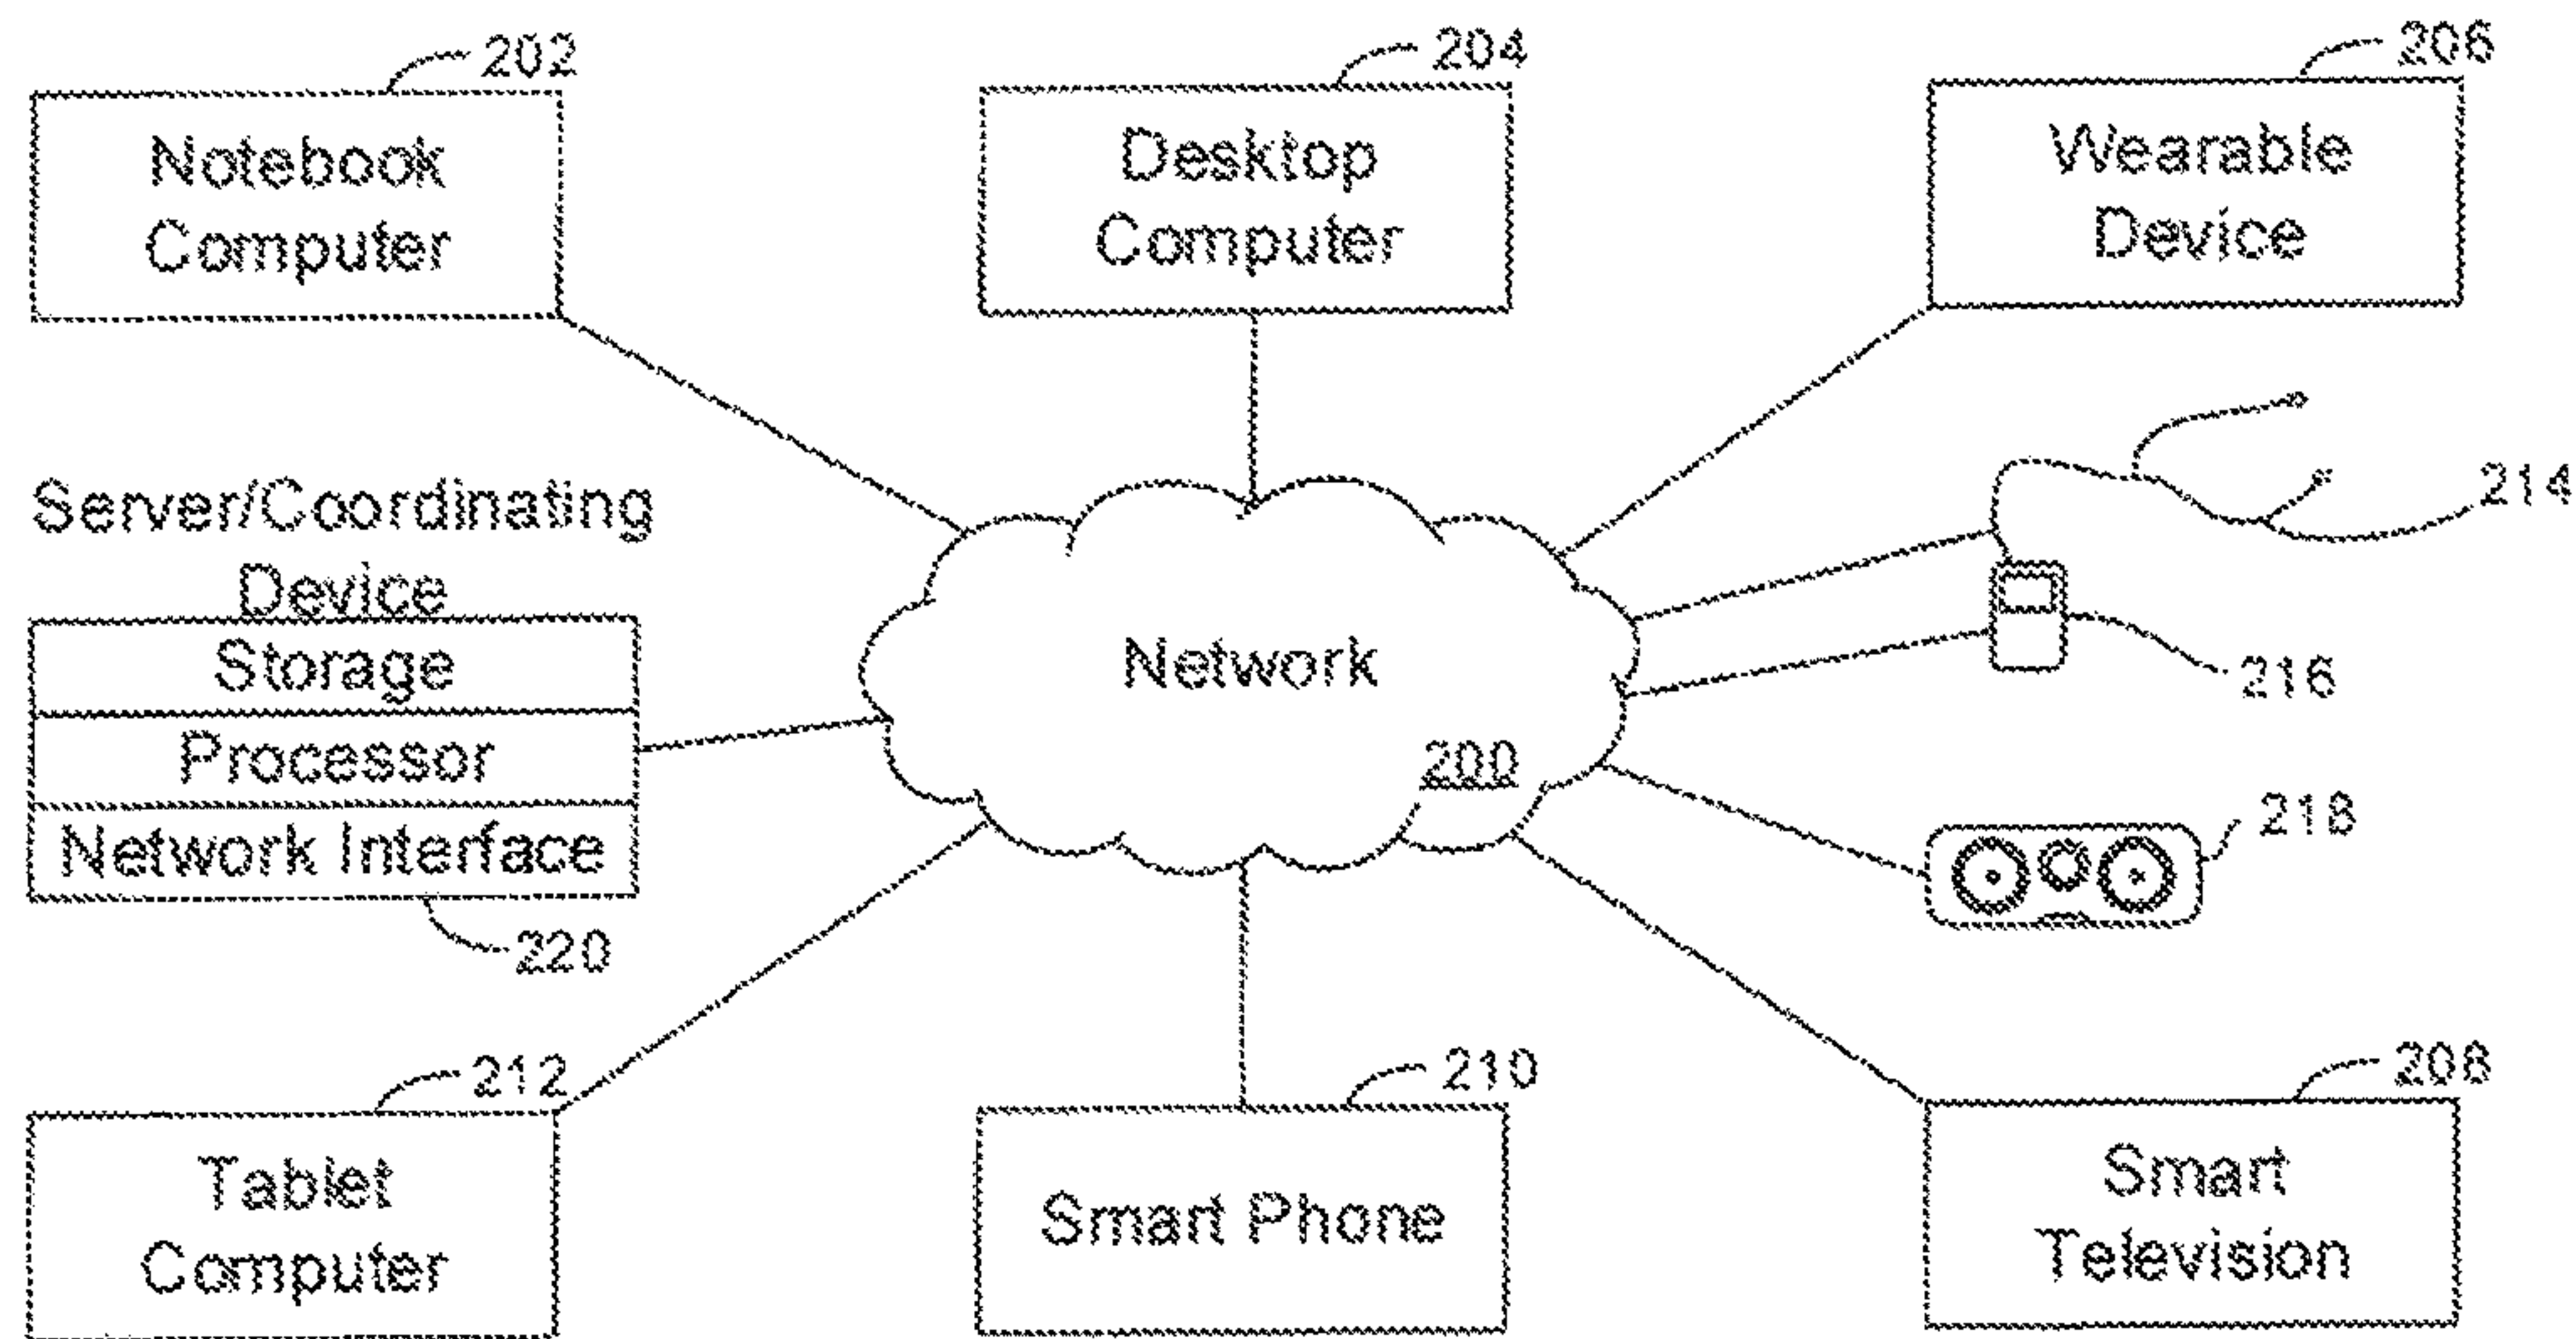 202
Notebook
Computer
204
Desktop
Computer
206
Wearable
Device
214
216
Server/Coordinating
Device
Storage
Processor
Network Interface
220
Network
200
218
212
Tablet
Computer
210
Smart Phone
208
Smart
Television